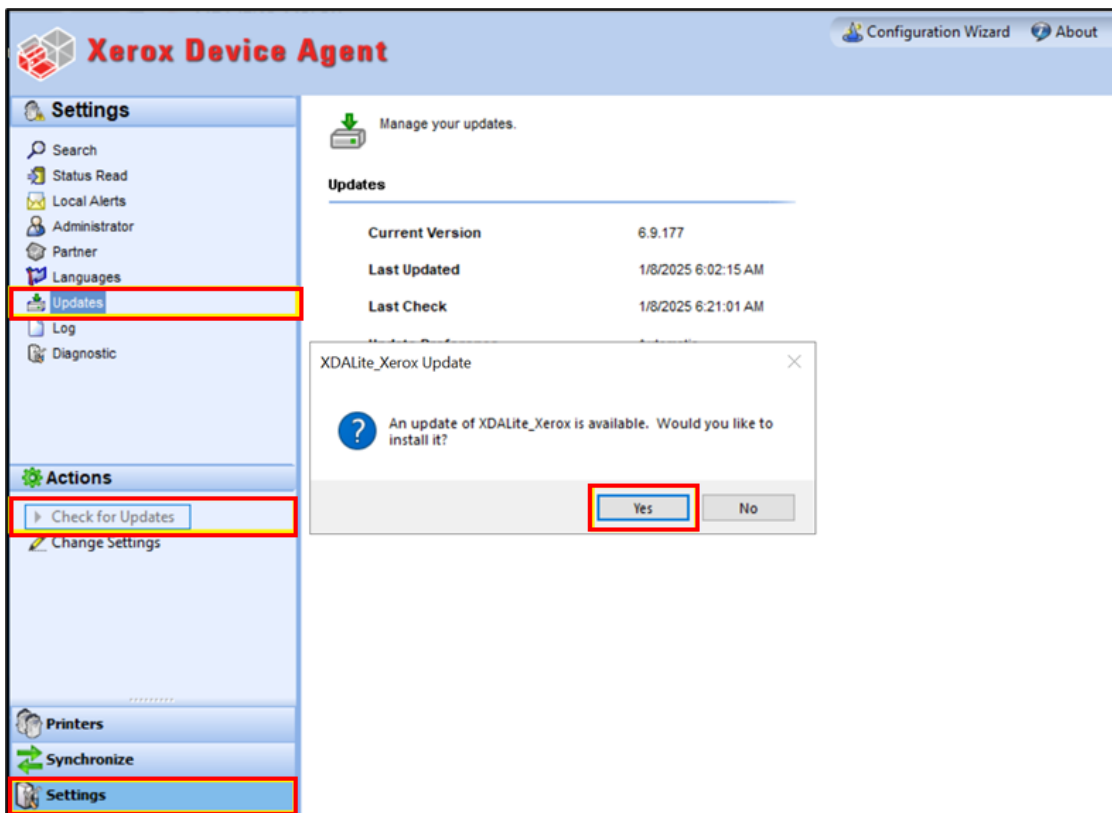 Xerox Device Agent
Configuration Wizard
About
Settings
Search
Status Read
Local Alerts
Administrator
Partner
Languages
Updates
Log
Diagnostic
Manage your updates.
Updates
Current Version 6.9.177
Last Updated 1/8/2025 6:02:15 AM
Last Check 1/8/2025 6:21:01 AM
XDALite_Xerox Update
An update of XDALite_Xerox is available. Would you like to
install it?
Yes
No
Actions
Check for Updates
Change Settings
Printers
Synchronize
Settings